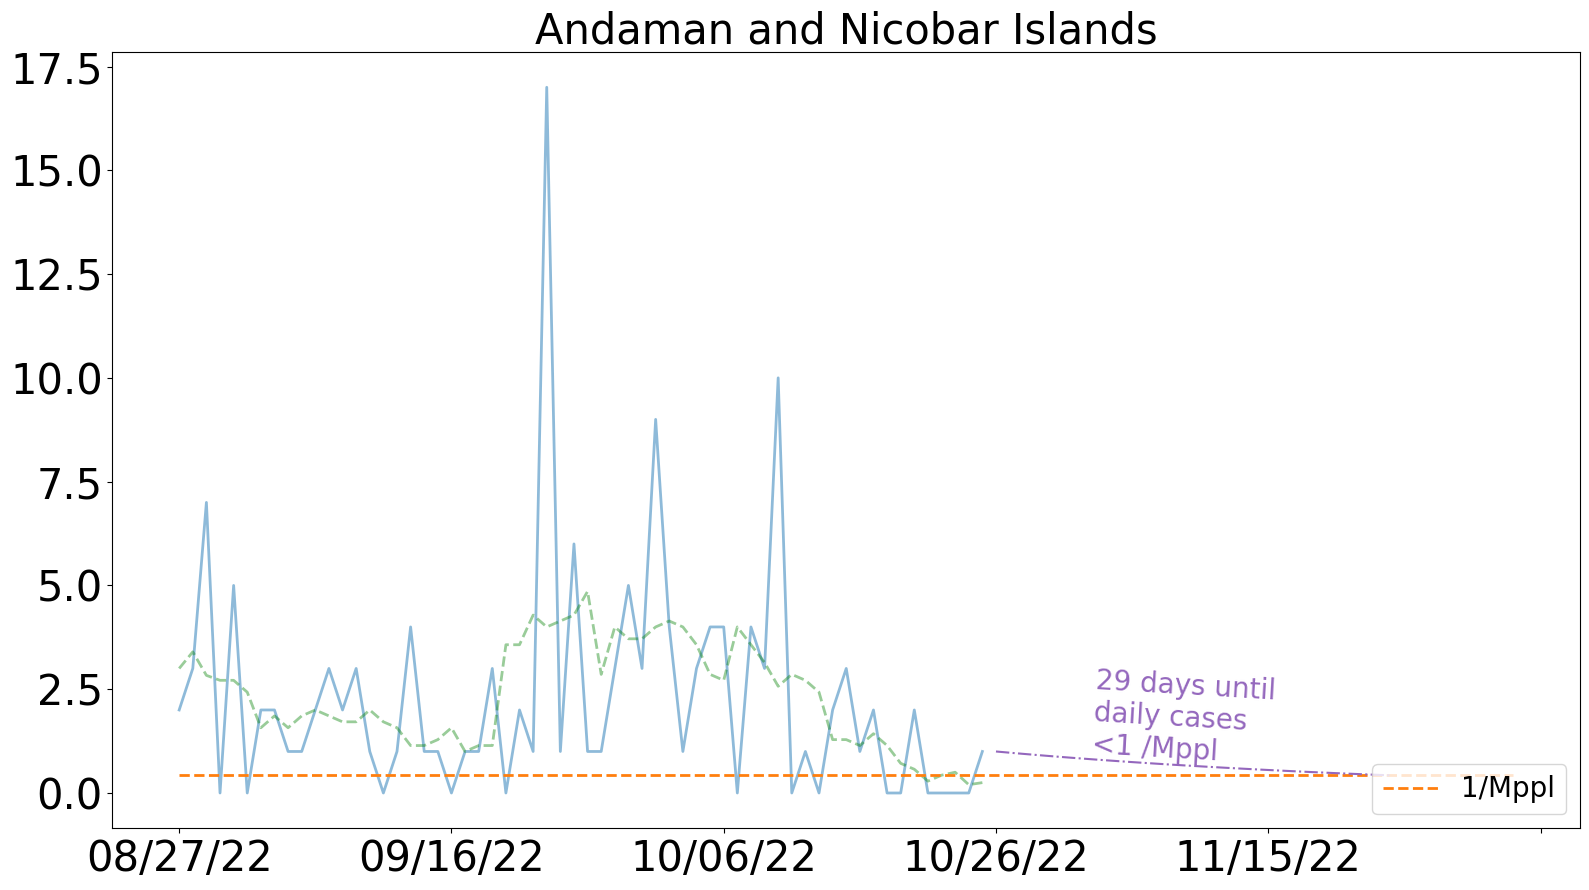 Andaman and Nicobar Islands
17.5
15.0
12.5
10.0
7.5
5.0
2.5
0.0
29 days until
daily cases
<1 /Mppl
1/Mppl
08/27/22
09/16/22
10/06/22
10/26/22
11/15/22